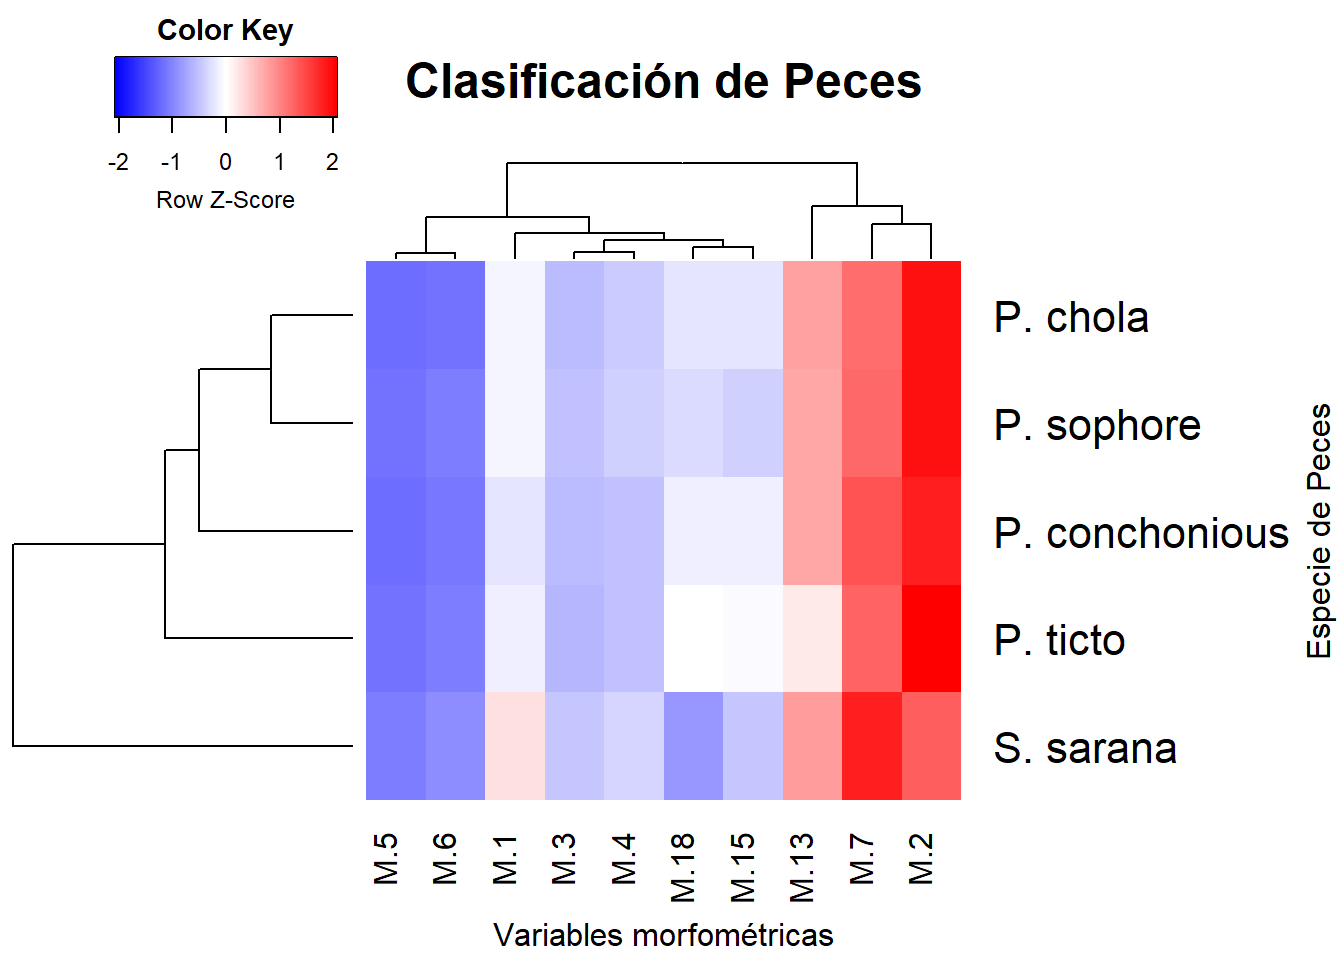 Color Key
-2 -1 0 1 2
Row Z-Score
Clasificación de Peces
P. chola
P. sophore
P. conchonious
P. ticto
S. sarana
Especie de Peces
M.5 M.6 M.1 M.3 M.4 M.18 M.15 M.13 M.7 M.2
Variables morfométricas